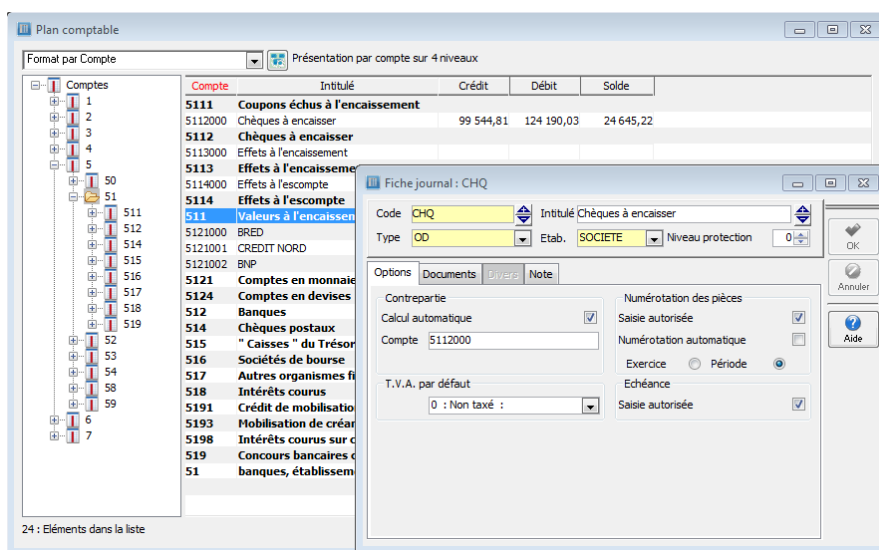 Plan comptable
Format par Compte
Présentation par compte sur 4 niveaux
Comptes
1
2
3
4
5
50
51
511
512
514
515
516
517
518
519
52
53
54
58
59
6
7
Compte Intitulé Crédit Débit Solde
5111 Coupons échus à l'encaissement
5112000 Chèques à encaisser 99 544,81 124 190,03 24 645,22
5112 Chèques à encaisser
5113000 Effets à l'encaissement
5113 Effets à l'encaisseme
5114000 Effets à l'escompte
5114 Effets à l'escompte
511 Valeurs à l'encaissen
5121000 BRED
5121001 CREDIT NORD
5121002 BNP
5121 Comptes en monnaie
5124 Comptes en devises
512 Banques
514 Chèques postaux
515 " Caisses " du Trésor
516 Sociétés de bourse
517 Autres organismes fi
518 Intérêts courus
5191 Crédit de mobilisatio
5193 Mobilisation de créar
5198 Intérêts courus sur c
519 Concours bancaires c
51 banques, établissem
24 : Eléments dans la liste
Fiche journal : CHQ
Code CHQ Intitulé Chèques à encaisser
Type OD Etab. SOCIETE Niveau protection 0
OK
Annuler
Aide
Options Documents Divers Note
Contrepartie
Calcul automatique
Compte 5112000
T.V.A. par défaut
0 : Non taxé :
Numérotation des pièces
Saisie autorisée
Numérotation automatique
Exercice Période
Echéance
Saisie autorisée